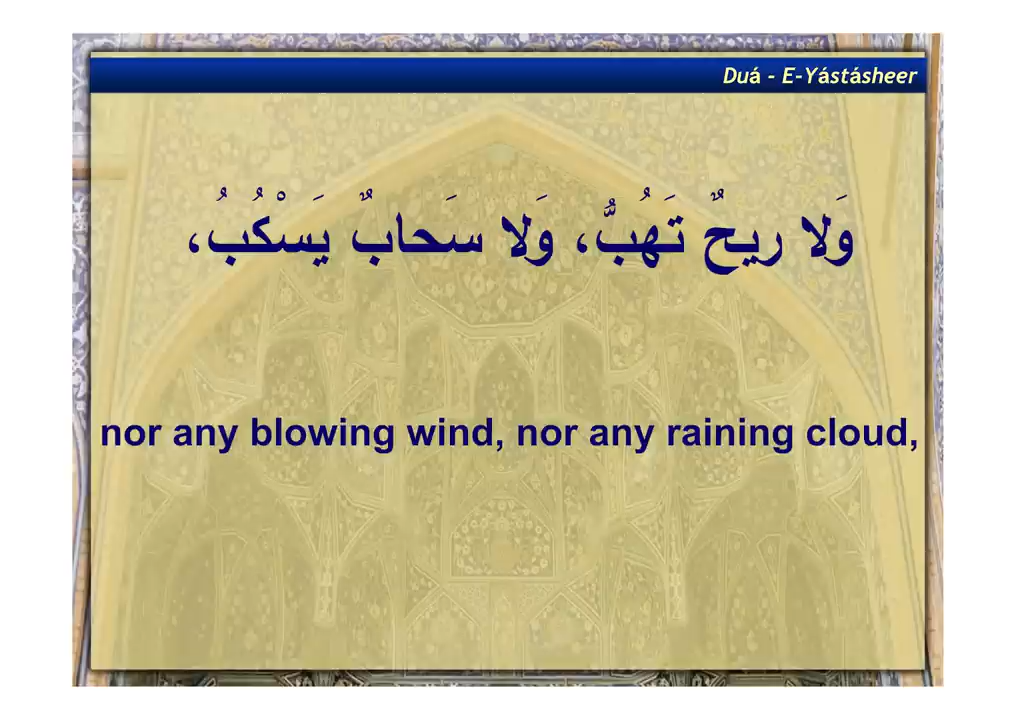 Duá - E-Yástásheer
وَلا ريحٌ تَهُبُّ، وَلا سَحابٌ يَسْكُبُ،
nor any blowing wind, nor any raining cloud,